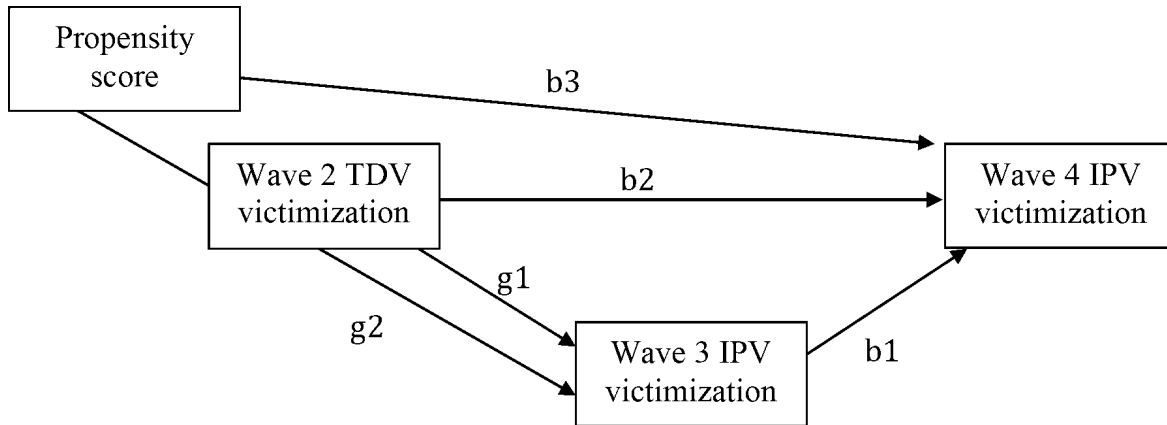 Propensity
score
b3
Wave 2 TDV
victimization
b2
Wave 4 IPV
victimization
g1
g2
Wave 3 IPV
victimization
b1